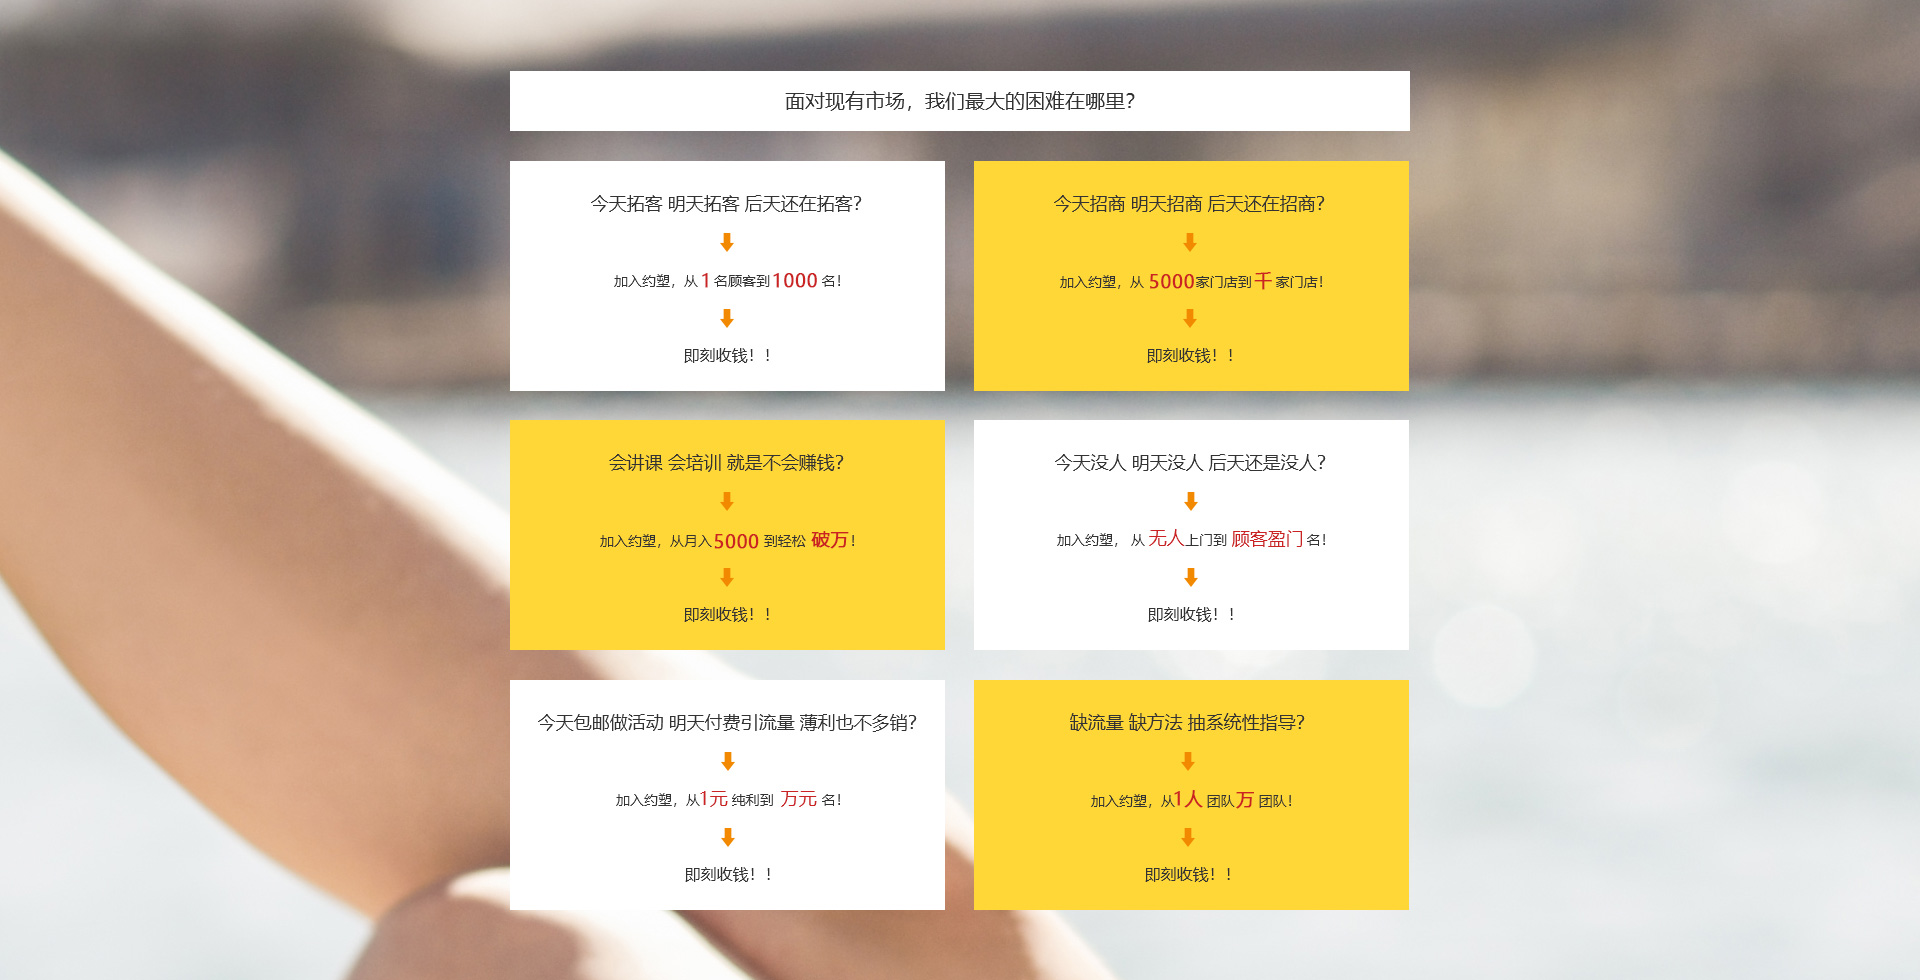 面对现有市场，我们最大的困难在哪里？
今天拓客 明天拓客 后天还在拓客？
加入约塑，从 1 名顾客到1000 名！
即刻收钱！！
今天招商 明天招商 后天还在招商？
加入约塑，从 5000家门店到千 家门店！
即刻收钱！！
会讲课 会培训 就是不会赚钱？
加入约塑，从月入5000 到轻松 破万！
即刻收钱！！
今天没人 明天没人 后天还是没人？
加入约塑， 从 无人上门到 顾客盈门 名！
即刻收钱！！
今天包邮做活动 明天付费引流量 薄利也不多销？
加入约塑，从1元 纯利到 万元 名！
即刻收钱！！
缺流量 缺方法 抽系统性指导？
加入约塑，从1人 团队万 团队！
即刻收钱！！